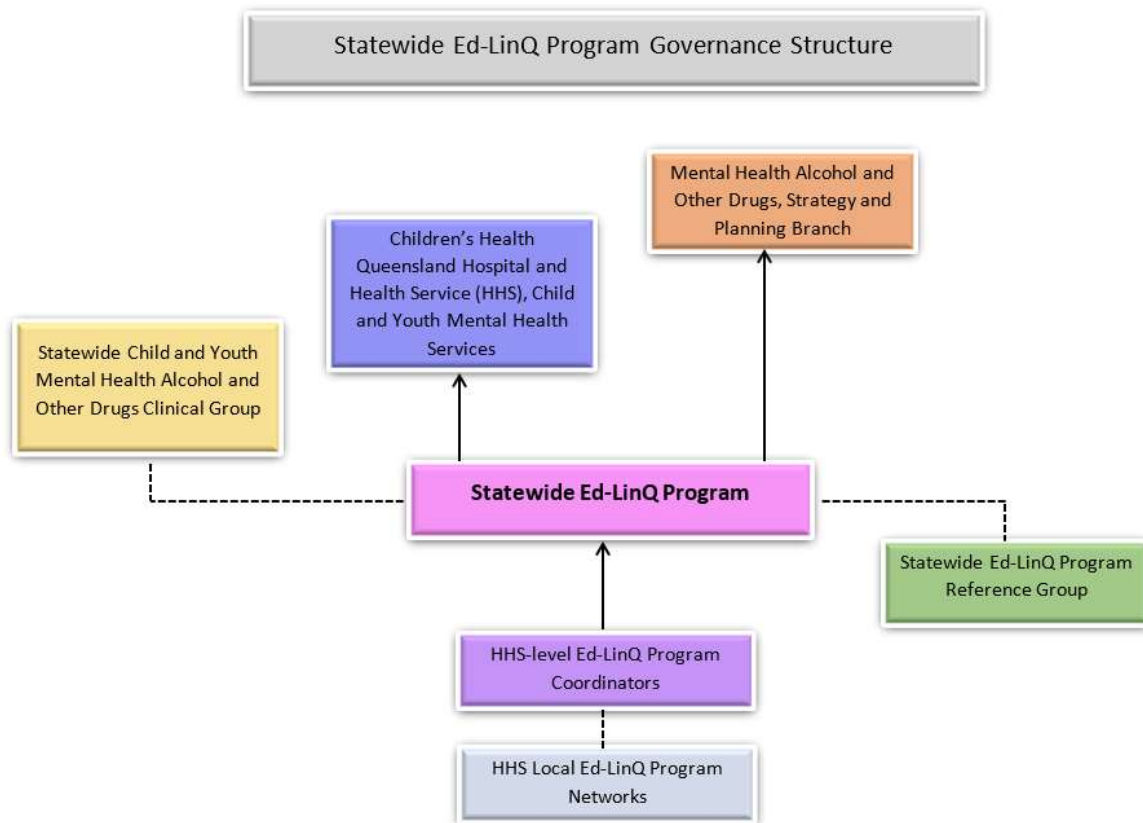 Statewide Ed-LinQ Program Governance Structure
Mental Health Alcohol and
Other Drugs, Strategy and
Planning Branch
Children’s Health
Queensland Hospital and
Health Service (HHS), Child
and Youth Mental Health
Services
Statewide Child and Youth
Mental Health Alcohol and
Other Drugs Clinical Group
Statewide Ed-LinQ Program
Statewide Ed-LinQ Program
Reference Group
HHS-level Ed-LinQ Program
Coordinators
HHS Local Ed-LinQ Program
Networks